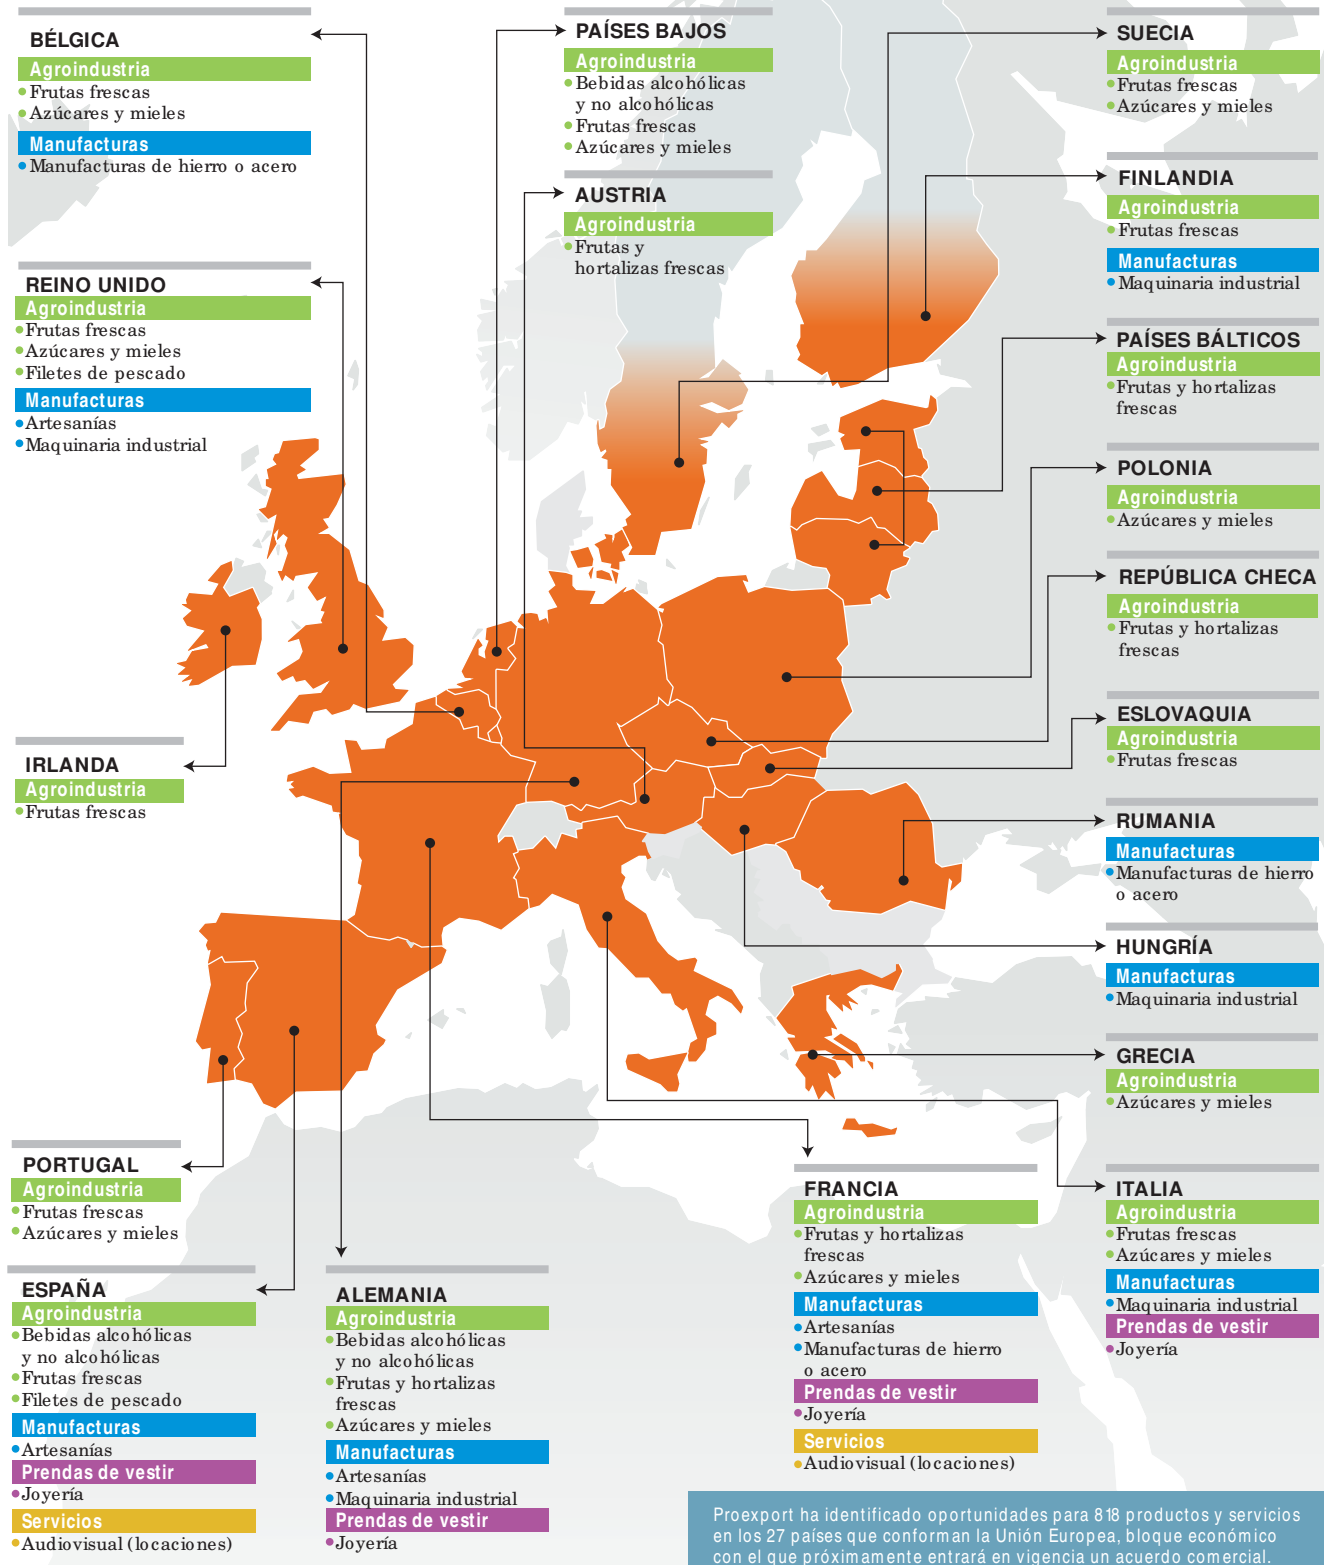 BÉLGICA
Agroindustria
Frutas frescas
Azúcares y mieles
Manufacturas
Manufacturas de hierro o acero
REINO UNIDO
Agroindustria
Frutas frescas
Azúcares y mieles
Filetes de pescado
Manufacturas
Artesanías
Maquinaria industrial
IRLANDA
Agroindustria
Frutas frescas
PORTUGAL
Agroindustria
Frutas frescas
Azúcares y mieles
ESPAÑA
Agroindustria
Bebidas alcohólicas
y no alcohólicas
Frutas frescas
Filetes de pescado
Manufacturas
Artesanías
Prendas de vestir
Joyería
Servicios
Audiovisual (locaciones)
ALEMANIA
Agroindustria
Bebidas alcohólicas
y no alcohólicas
Frutas y hortalizas
frescas
Azúcares y mieles
Manufacturas
Artesanías
Maquinaria industrial
Prendas de vestir
Joyería
PAÍSES BAJOS
Agroindustria
Bebidas alcohólicas
y no alcohólicas
Frutas frescas
Azúcares y mieles
AUSTRIA
Agroindustria
Frutas y
hortalizas frescas
SUECIA
Agroindustria
Frutas frescas
Azúcares y mieles
FINLANDIA
Agroindustria
Frutas frescas
Manufacturas
Maquinaria industrial
PAÍSES BÁLTICOS
Agroindustria
Frutas y hortalizas
frescas
POLONIA
Agroindustria
Azúcares y mieles
REPÚBLICA CHECA
Agroindustria
Frutas y hortalizas
frescas
ESLOVAQUIA
Agroindustria
Frutas frescas
RUMANIA
Manufacturas
Manufacturas de hierro
o acero
HUNGRÍA
Manufacturas
Maquinaria industrial
GRECIA
Agroindustria
Azúcares y mieles
FRANCIA
Agroindustria
Frutas y hortalizas
frescas
Azúcares y mieles
Manufacturas
Artesanías
Manufacturas de hierro
o acero
Prendas de vestir
Joyería
Servicios
Audiovisual (locaciones)
ITALIA
Agroindustria
Frutas frescas
Azúcares y mieles
Manufacturas
Maquinaria industrial
Prendas de vestir
Joyería
Proexport ha identificado oportunidades para 818 productos y servicios
en los 27 países que conforman la Unión Europea, bloque económico
con el que próximamente entrará en vigencia un acuerdo comercial.